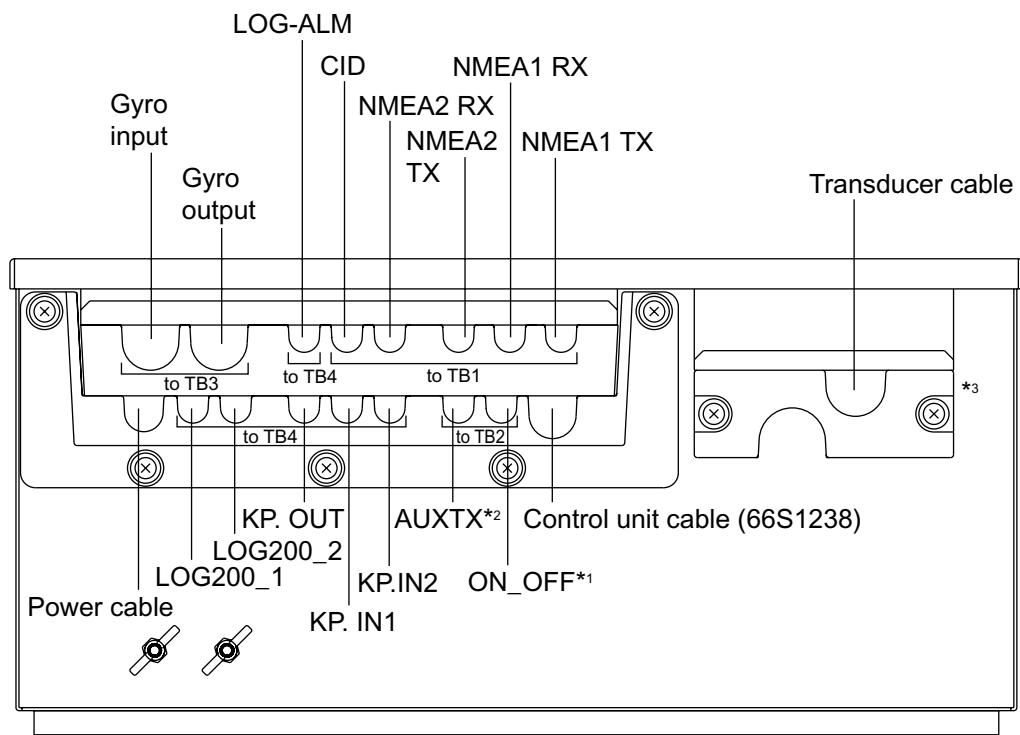 LOG-ALM
CID
NMEA1 RX
Gyro
input
NMEA2 RX
NMEA2
TX
NMEA1 TX
Gyro
output
Transducer cable
to TB3
to TB4
to TB1
*3
to TB4
to TB2
KP. OUT
AUXTX*2
Control unit cable (66S1238)
LOG200_2
LOG200_1
KP.IN2
ON_OFF*1
Power cable
KP. IN1